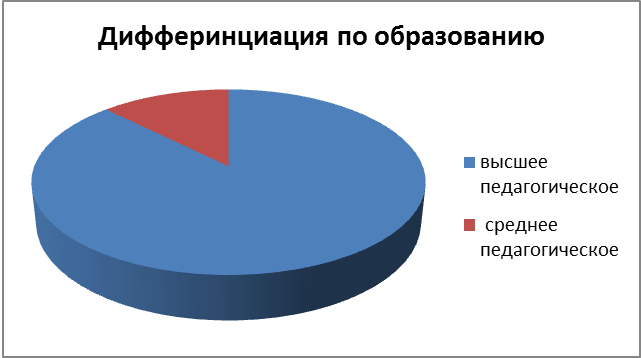 Дифферинциация по образованию
высшее
педагогическое
среднее
педагогическое